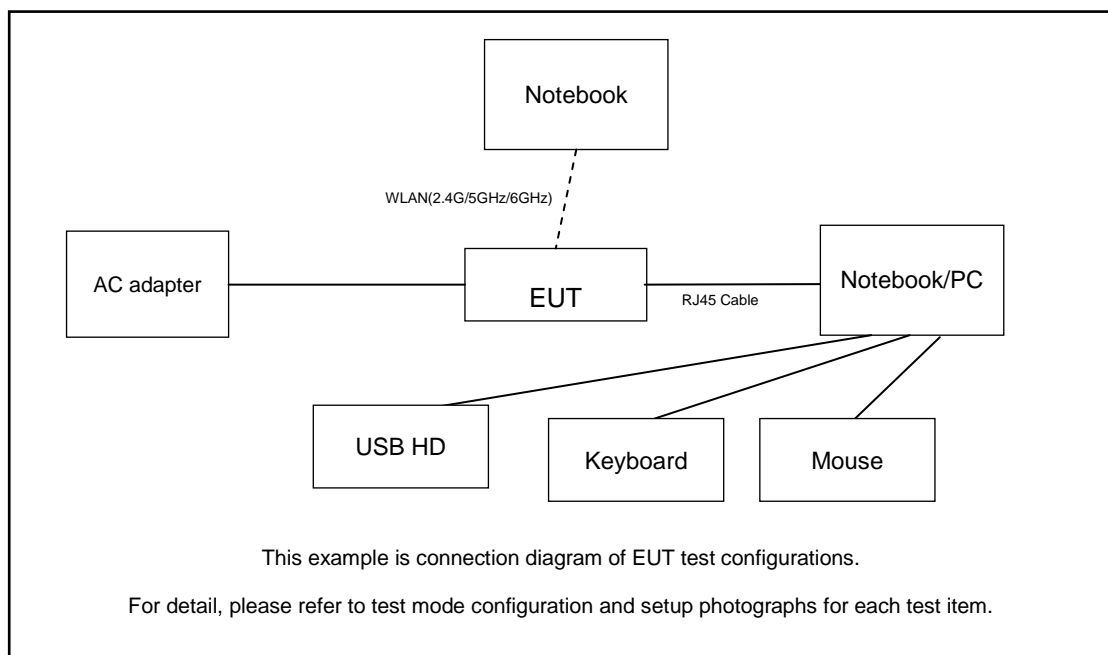 Notebook
WLAN(2.4G/5GHz/6GHz)
AC adapter
EUT
RJ45 Cable
Notebook/PC
USB HD
Keyboard
Mouse
This example is connection diagram of EUT test configurations.
For detail, please refer to test mode configuration and setup photographs for each test item.